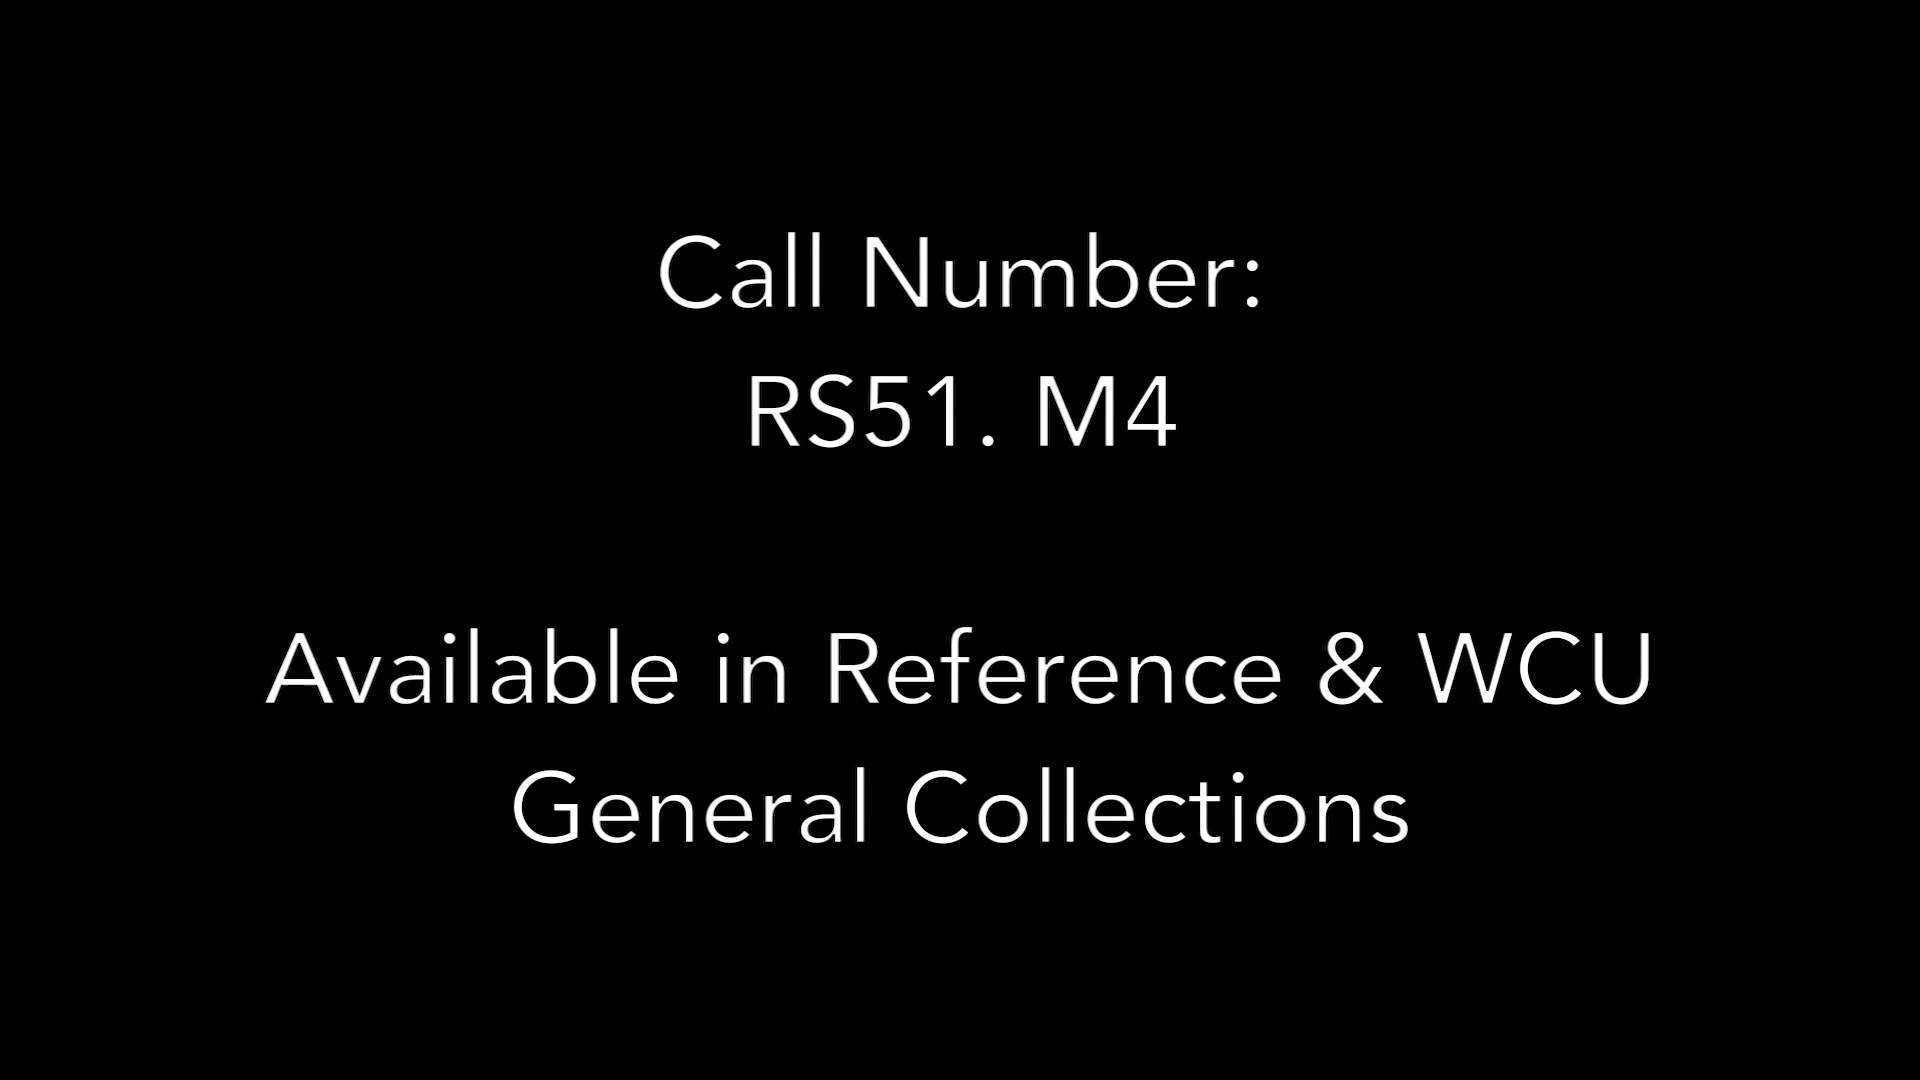 Call Number:
RS51. M4
Available in Reference & WCU
General Collections